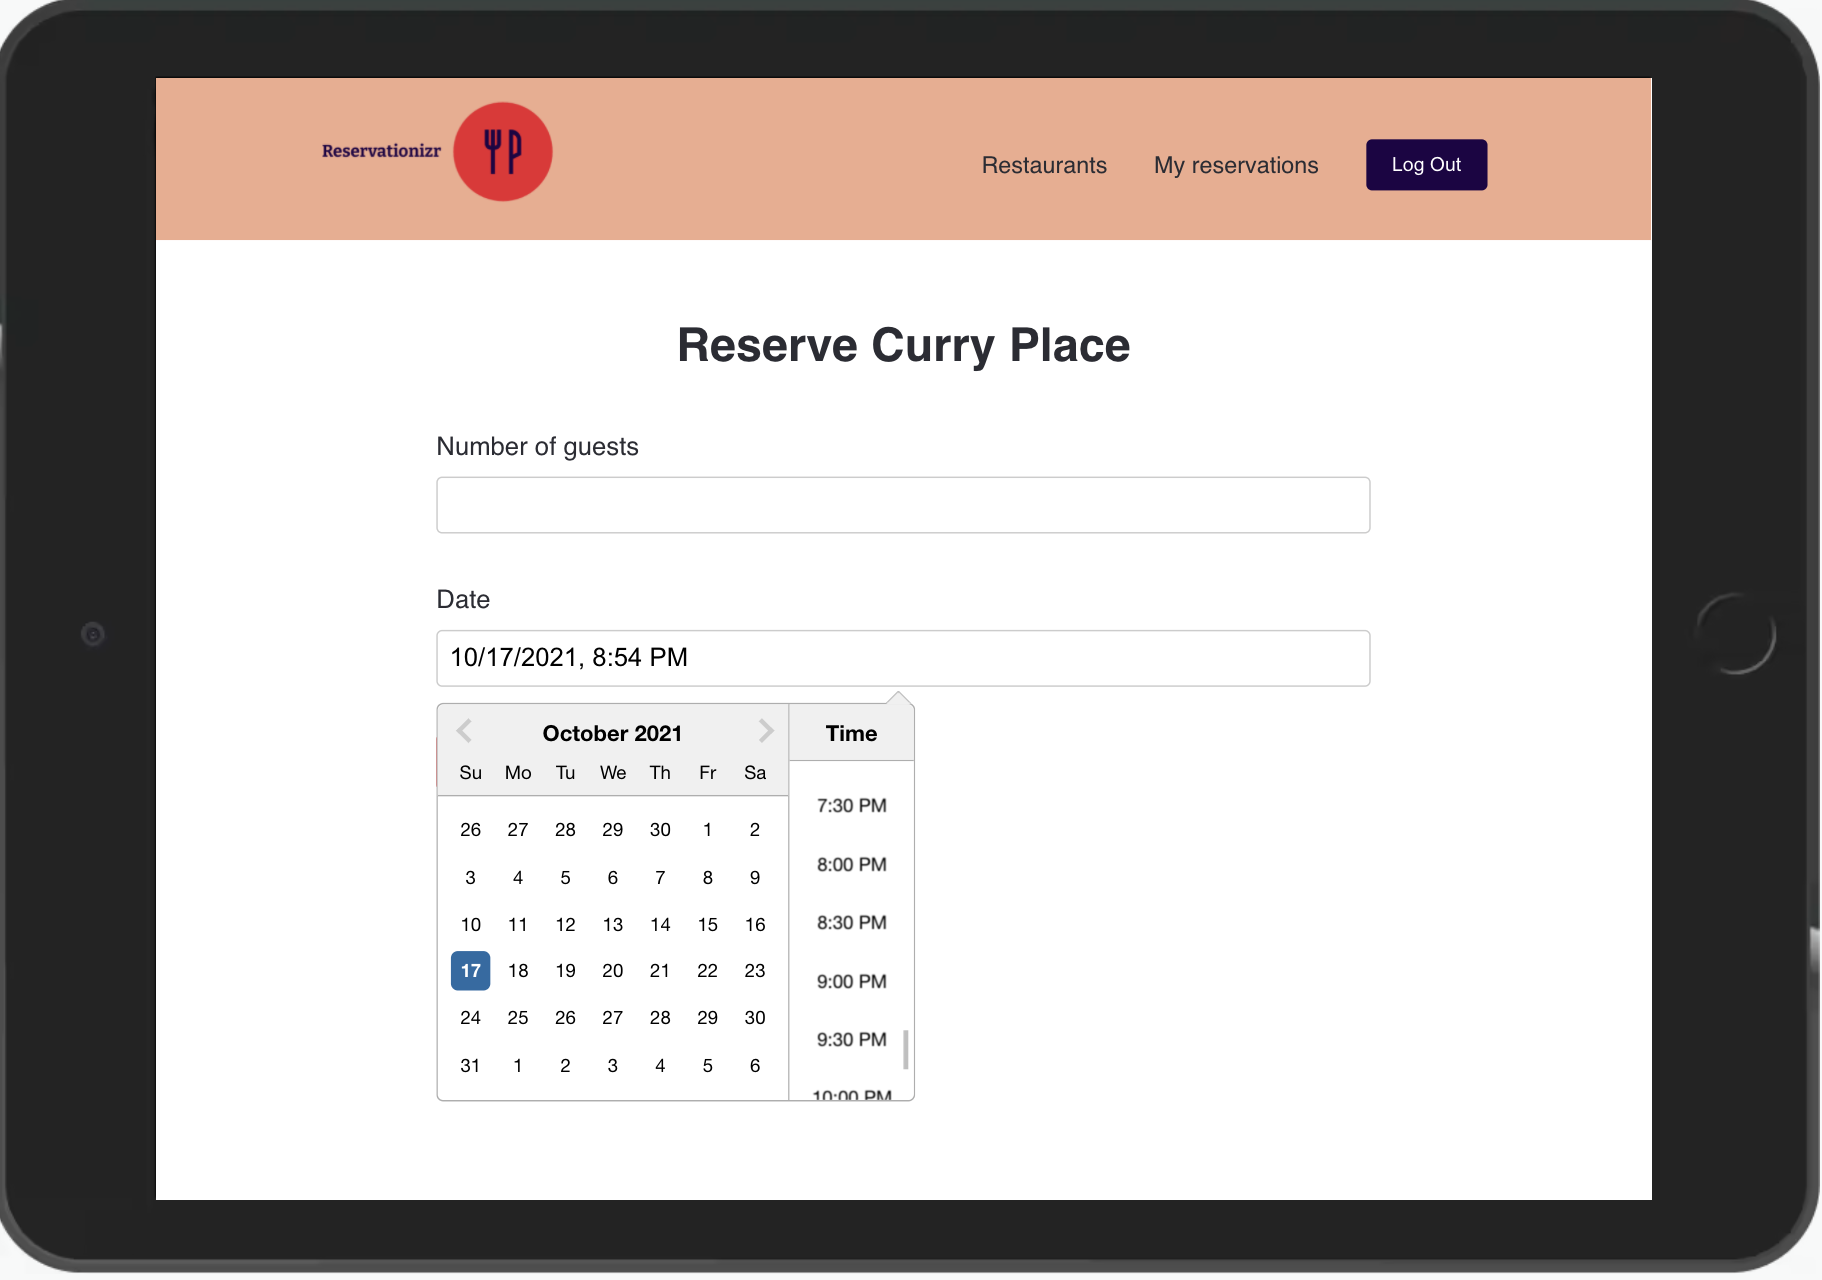 Reservationizr
Restaurants My reservations Log Out
Reserve Curry Place
Number of guests
Date
10/17/2021, 8:54 PM
October 2021
Su Mo Tu We Th Fr Sa
26 27 28 29 30 1 2
3 4 5 6 7 8 9
10 11 12 13 14 15 16
17 18 19 20 21 22 23
24 25 26 27 28 29 30
31 1 2 3 4 5 6
Time
7:30 PM
8:00 PM
8:30 PM
9:00 PM
9:30 PM
10:00 PM